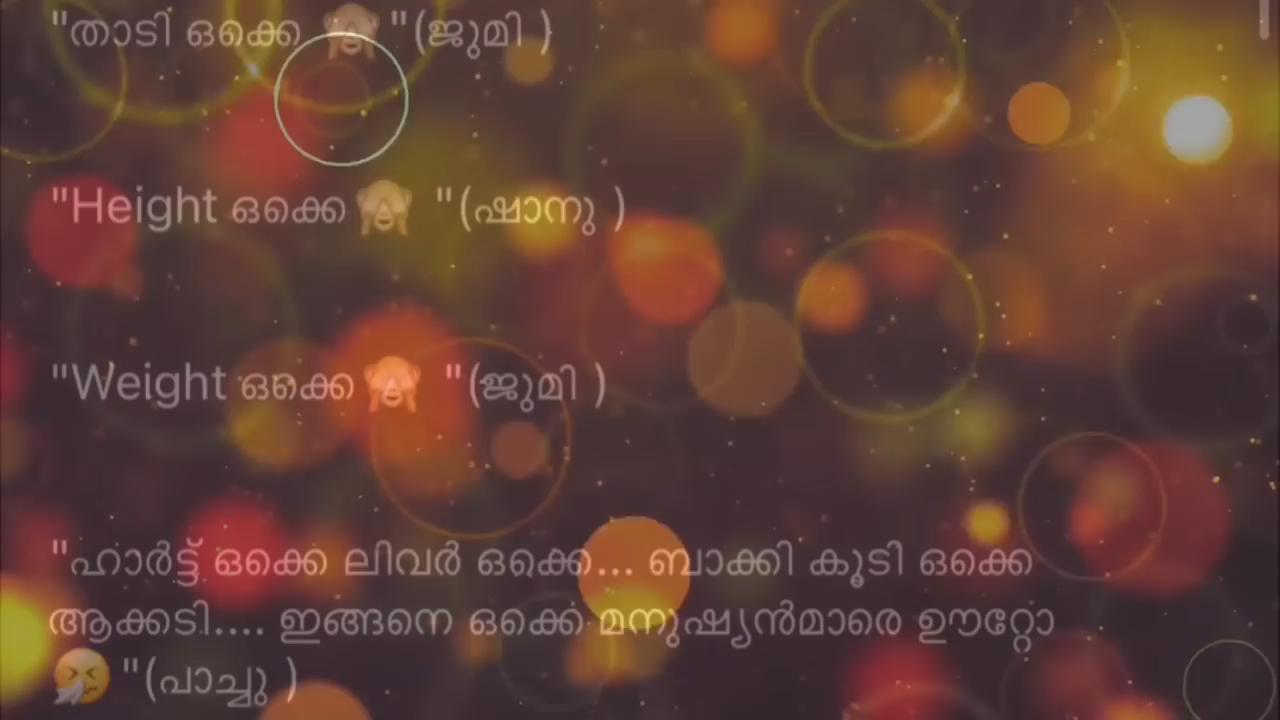 "താടി ഒക്കെ 🙈 "(ജുമി )
"Height ഒക്കെ 🙈 "(ഷാനു )
"Weight ഒക്കെ 🙈 "(ജുമി )
"ഹാർട്ട് ഒക്കെ ലിവർ ഒക്കെ... ബാക്കി കൂടി ഒക്കെ
ആക്കടി.... ഇങ്ങനെ ഒക്കെ മനുഷ്യൻമാരെ ഊറ്റോ
🤧 "(പാച്ചു )